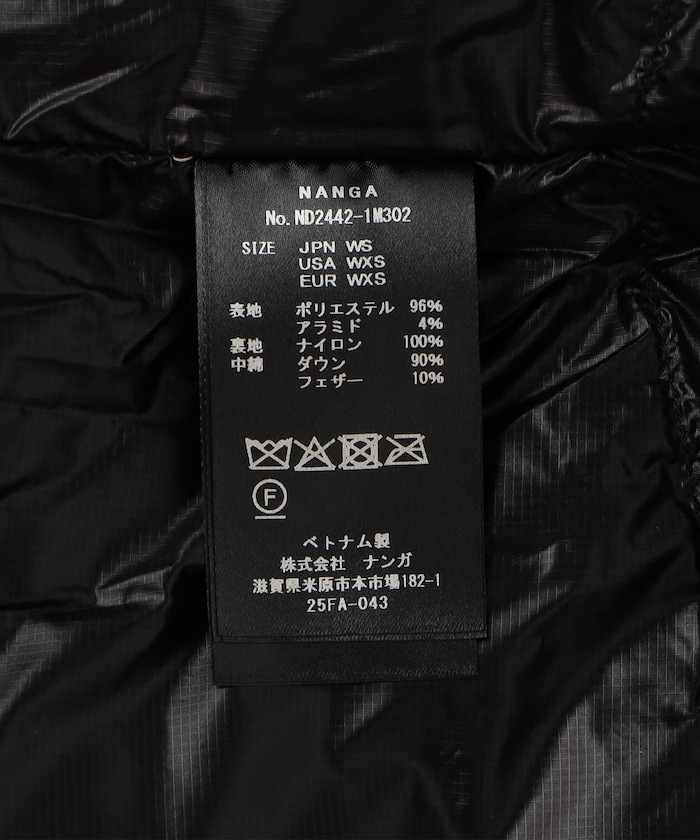 NANGA
No. ND2442-1M302
SIZE JPN WS
USA WXS
EUR WXS
表地 ポリエステル 96%
アラミド 4%
裏地 ナイロン 100%
中綿 ダウン 90%
フェザー 10%
F
ベトナム製
株式会社 ナンガ
滋賀県米原市本市場182-1
25FA-043